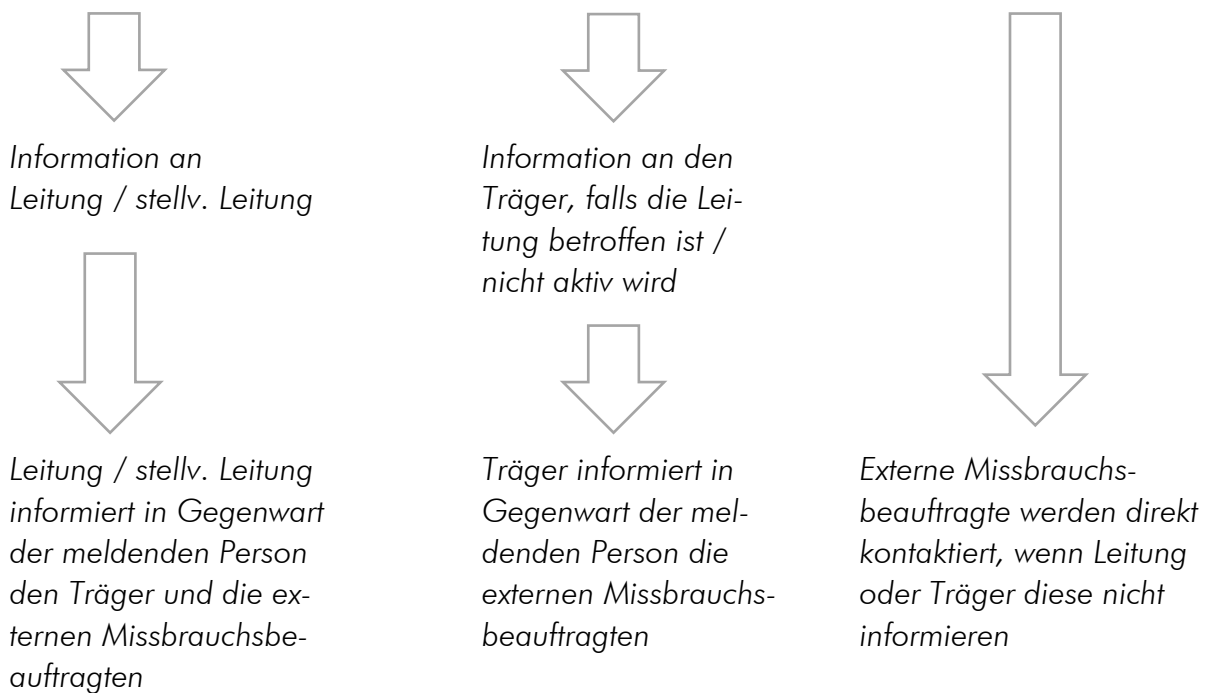 Information an
Leitung / stellv. Leitung
Information an den
Träger, falls die Lei-
tung betroffen ist /
nicht aktiv wird
Leitung / stellv. Leitung
informiert in Gegenwart
der meldenden Person
den Träger und die ex-
ternen Missbrauchsbe-
auftragten
Träger informiert in
Gegenwart der mel-
denden Person die
externen Missbrauchs-
beauftragten
Externe Missbrauchs-
beauftragte werden direkt
kontaktiert, wenn Leitung
oder Träger diese nicht
informieren